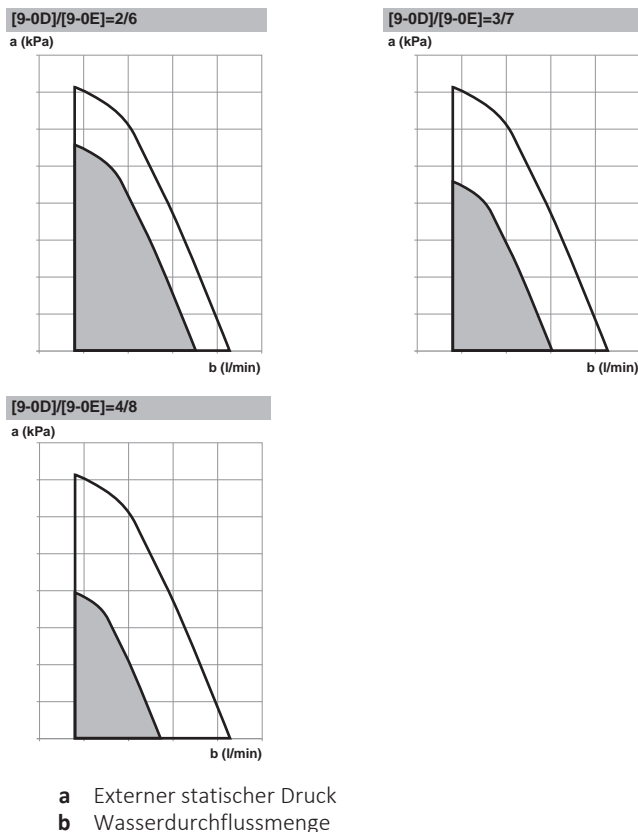 [9-0D]/[9-0E]=2/6
a (kPa)
b (l/min)
[9-0D]/[9-0E]=3/7
a (kPa)
b (l/min)
[9-0D]/[9-0E]=4/8
a (kPa)
b (l/min)
a Externer statischer Druck
b Wasserdurchflussmenge